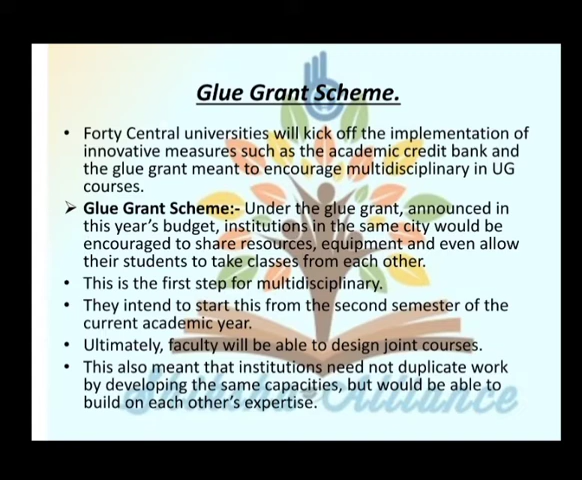 Glue Grant Scheme.
• Forty Central universities will kick off the implementation of
innovative measures such as the academic credit bank and
the glue grant meant to encourage multidisciplinary in UG
courses.
➢ Glue Grant Scheme:- Under the glue grant, announced in
this year's budget, institutions in the same city would be
encouraged to share resources, equipment and even allow
their students to take classes from each other.
• This is the first step for multidisciplinary.
• They intend to start this from the second semester of the
current academic year.
• Ultimately, faculty will be able to design joint courses.
• This also meant that institutions need not duplicate work
by developing the same capacities, but would be able to
build on each other's expertise.
Alliance